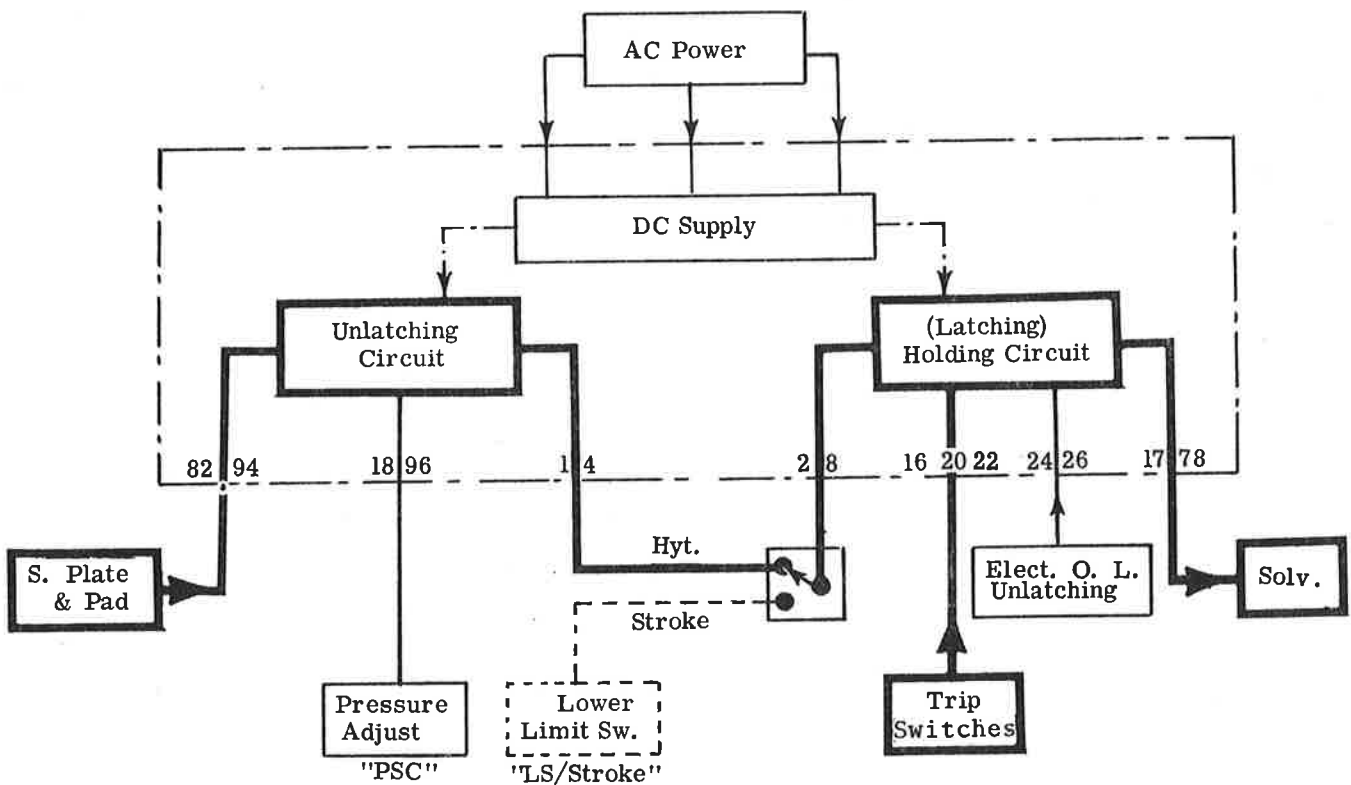 AC Power
DC Supply
Unlatching
Circuit
(Latching)
Holding Circuit
82 94
18 96
1 4
2 8
16 20 22
24 26
17 78
S. Plate
& Pad
Hyt.
Stroke
Elect. O. L.
Unlatching
Solv.
Pressure
Adjust
"PSC"
Lower
Limit Sw.
"LS/Stroke"
Trip
Switches